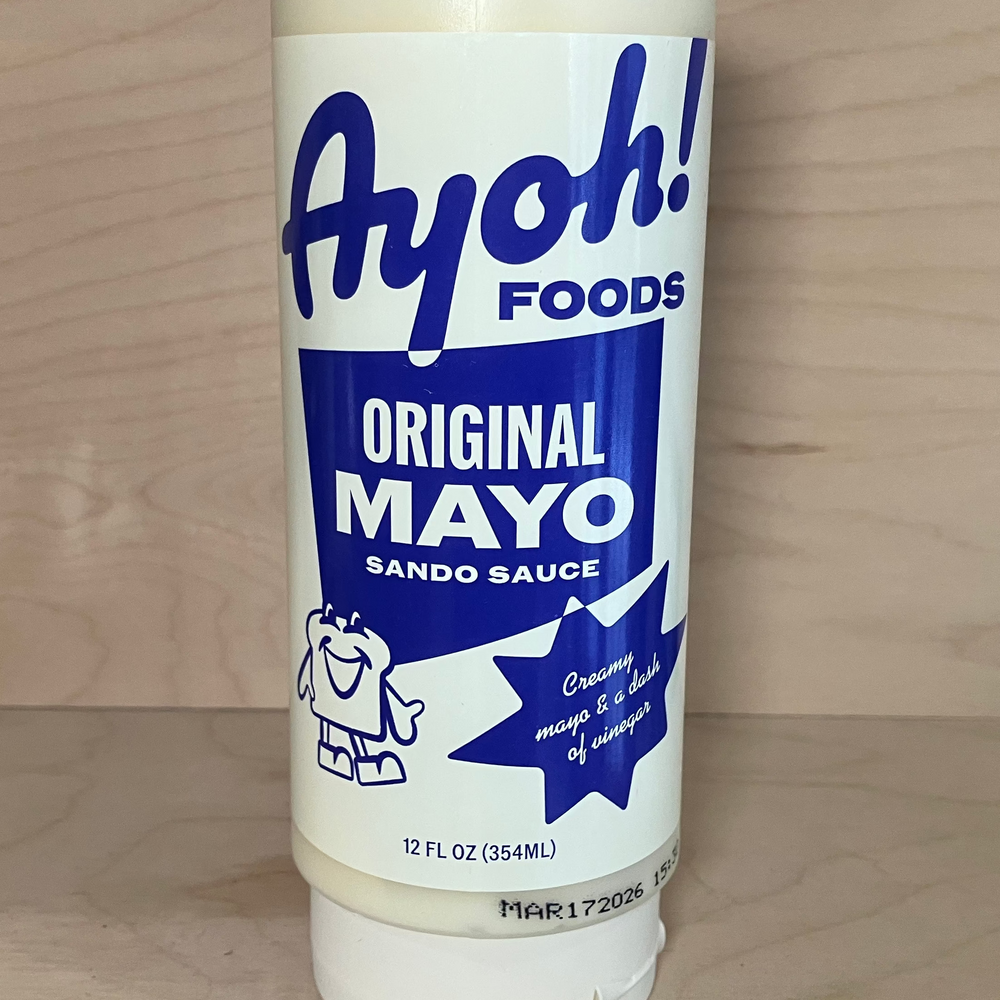 Ayoh!
FOODS
ORIGINAL
MAYO
SANDO SAUCE
Creamy
mayo & a dash
of vinegar
12 FL OZ (354ML)
MAR172026